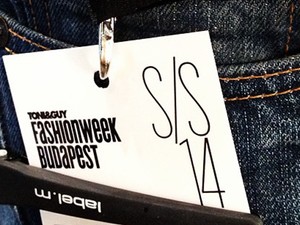 TONI&GUY
fasHionweek
BUDaPEST
S/S
14
label.m